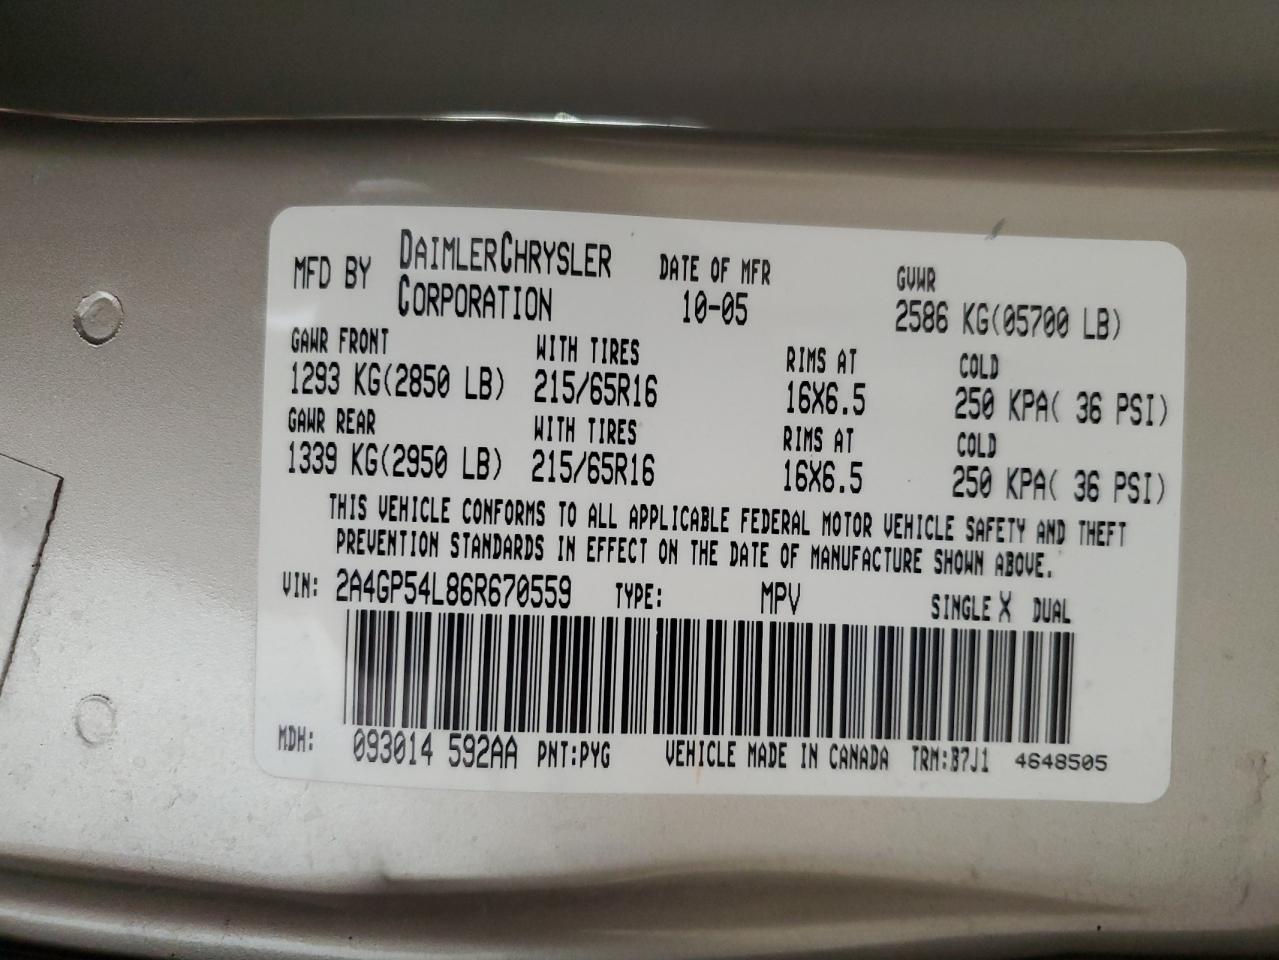 MFD BY DAIMLERCHRYSLER CORPORATION DATE OF MFR 10-05 GVWR 2586 KG(05700 LB)
GAWR FRONT WITH TIRES RIMS AT COLD
1293 KG(2850 LB) 215/65R16 16X6.5 250 KPA( 36 PSI)
GAWR REAR WITH TIRES RIMS AT COLD
1339 KG(2950 LB) 215/65R16 16X6.5 250 KPA( 36 PSI)
THIS VEHICLE CONFORMS TO ALL APPLICABLE FEDERAL MOTOR VEHICLE SAFETY AND THEFT
PREVENTION STANDARDS IN EFFECT ON THE DATE OF MANUFACTURE SHOWN ABOVE.
VIN: 2A4GP54L86R670559 TYPE: MPV SINGLE X DUAL
MDH: 093014 592AA PNT:PYG VEHICLE MADE IN CANADA TRM:B7J1 4648505